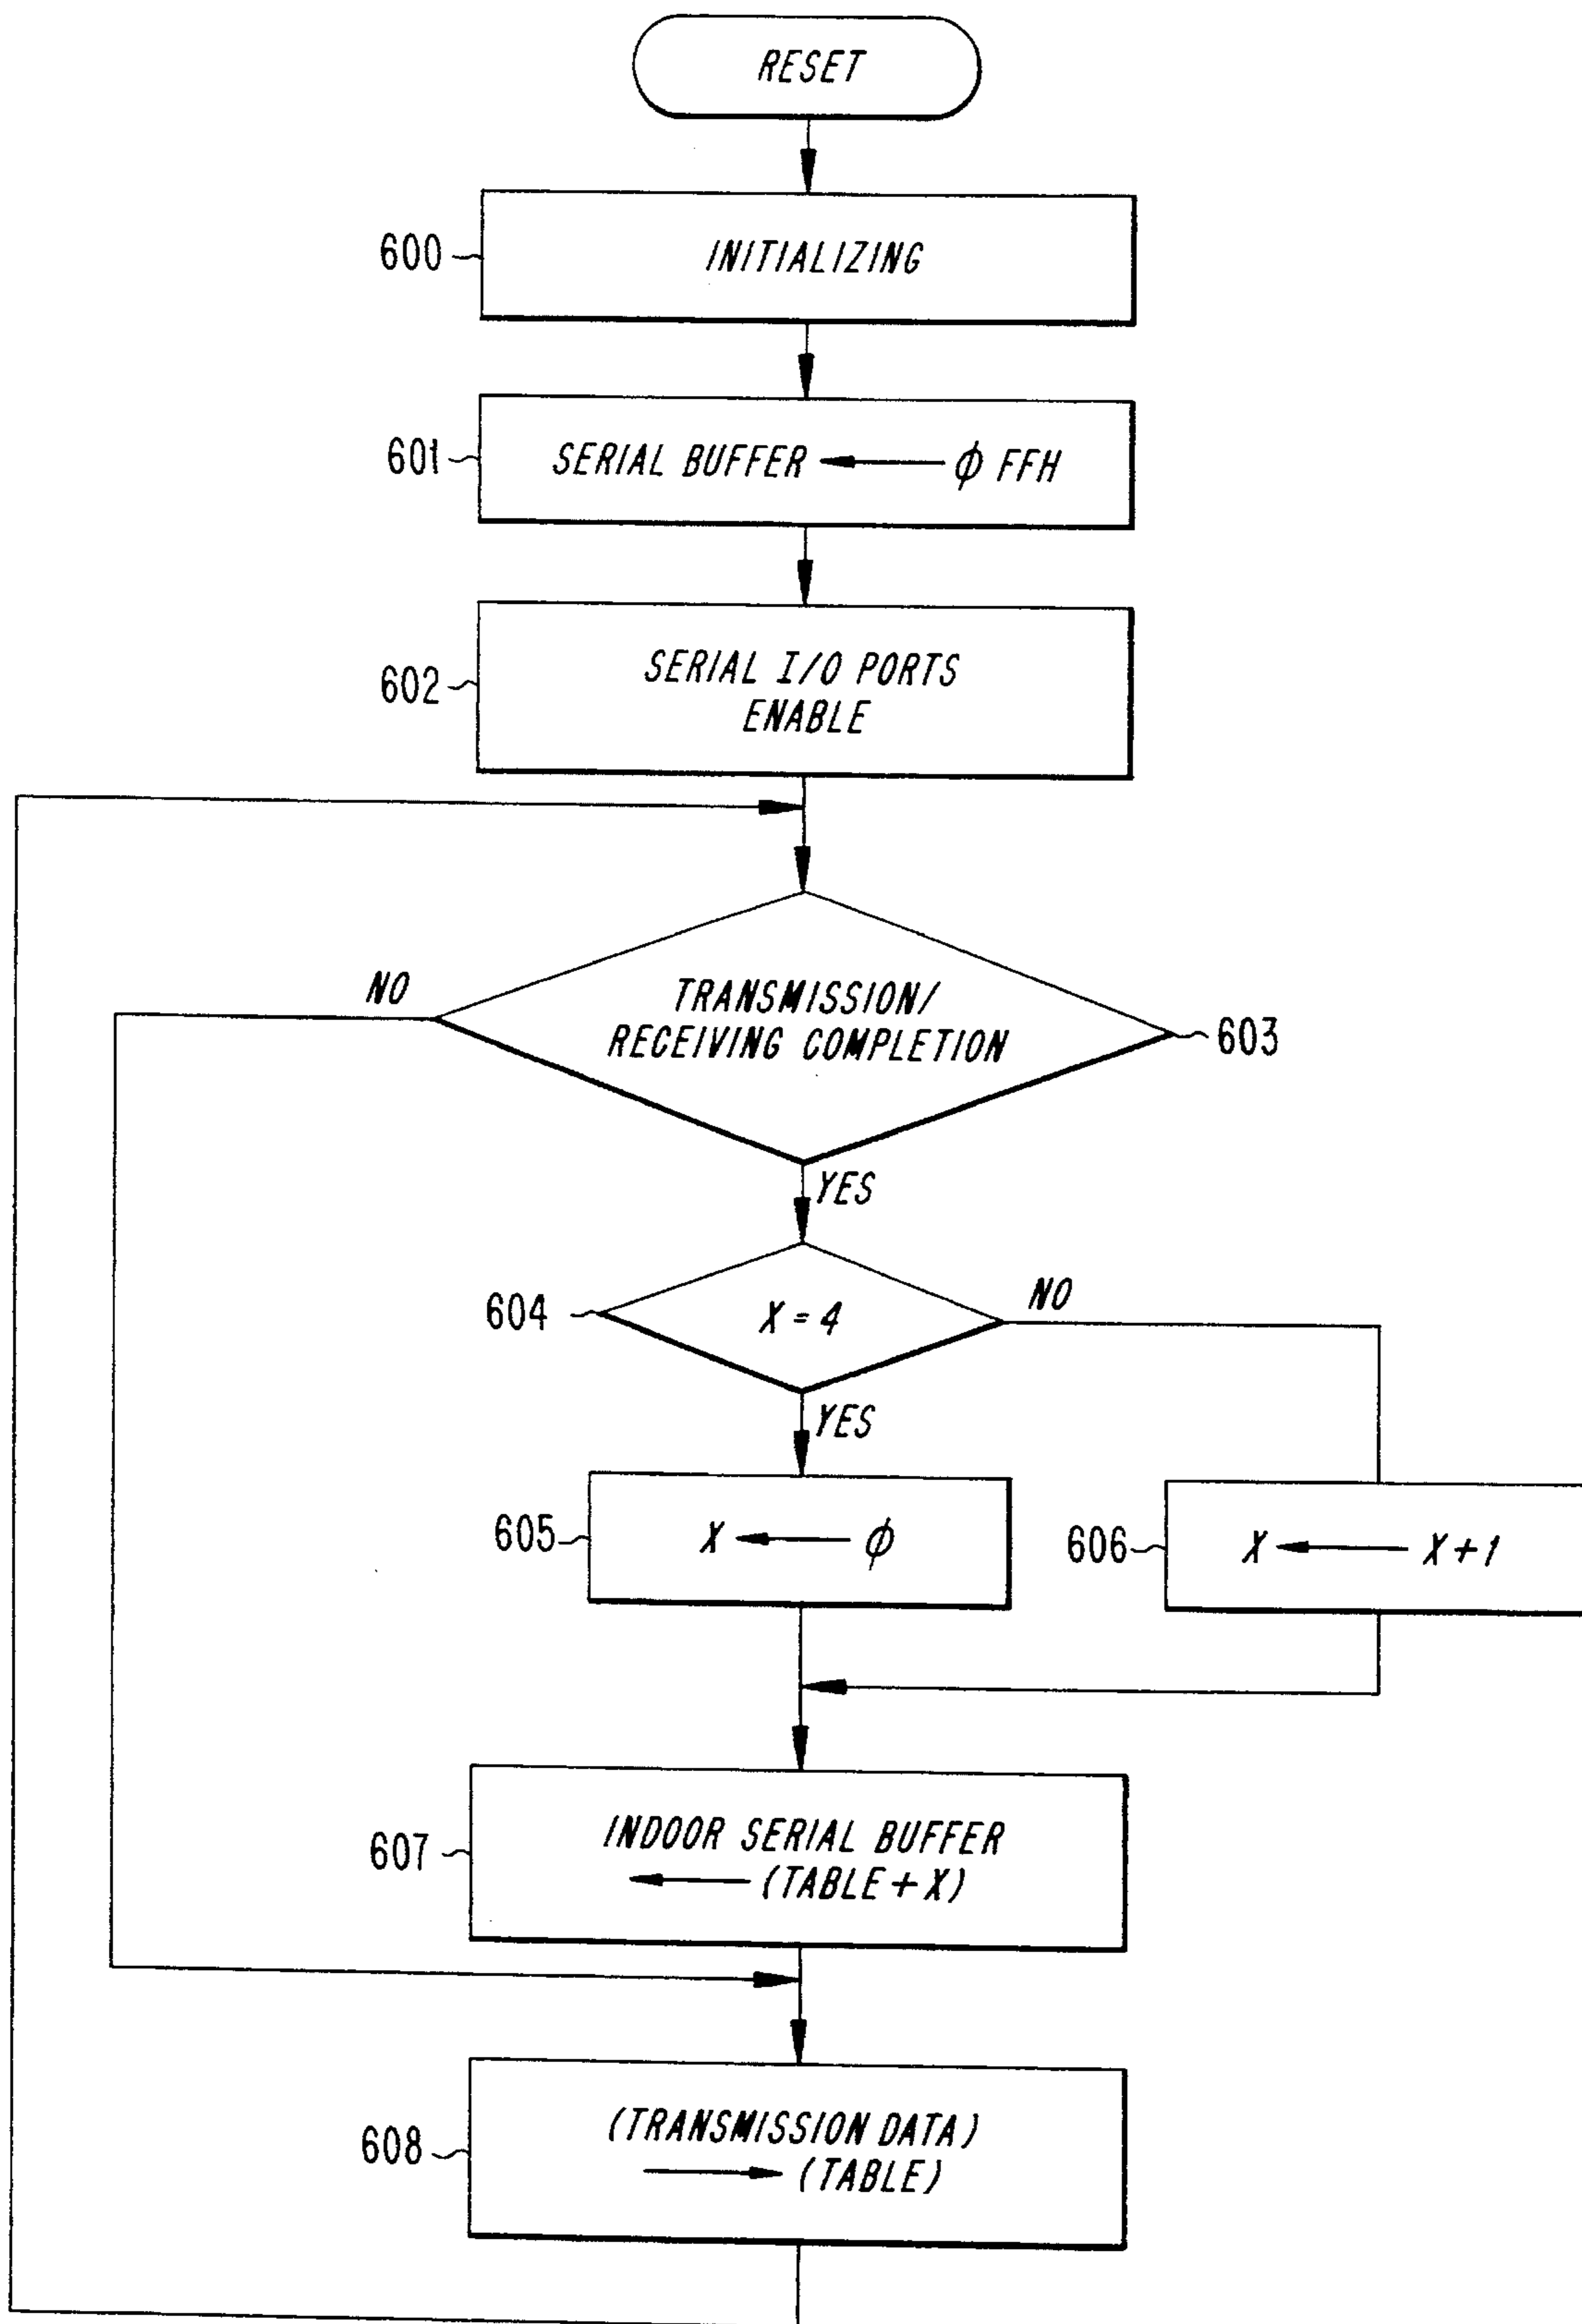 RESET
600
INITIALIZING
601
SERIAL BUFFER ← φ FFH
602
SERIAL I/O PORTS
ENABLE
NO
TRANSMISSION/
RECEIVING COMPLETION
603
YES
604
X = 4
NO
YES
605
X ← φ
606
X ← X + 1
607
INDOOR SERIAL BUFFER
← (TABLE + X)
608
(TRANSMISSION DATA)
→ (TABLE)